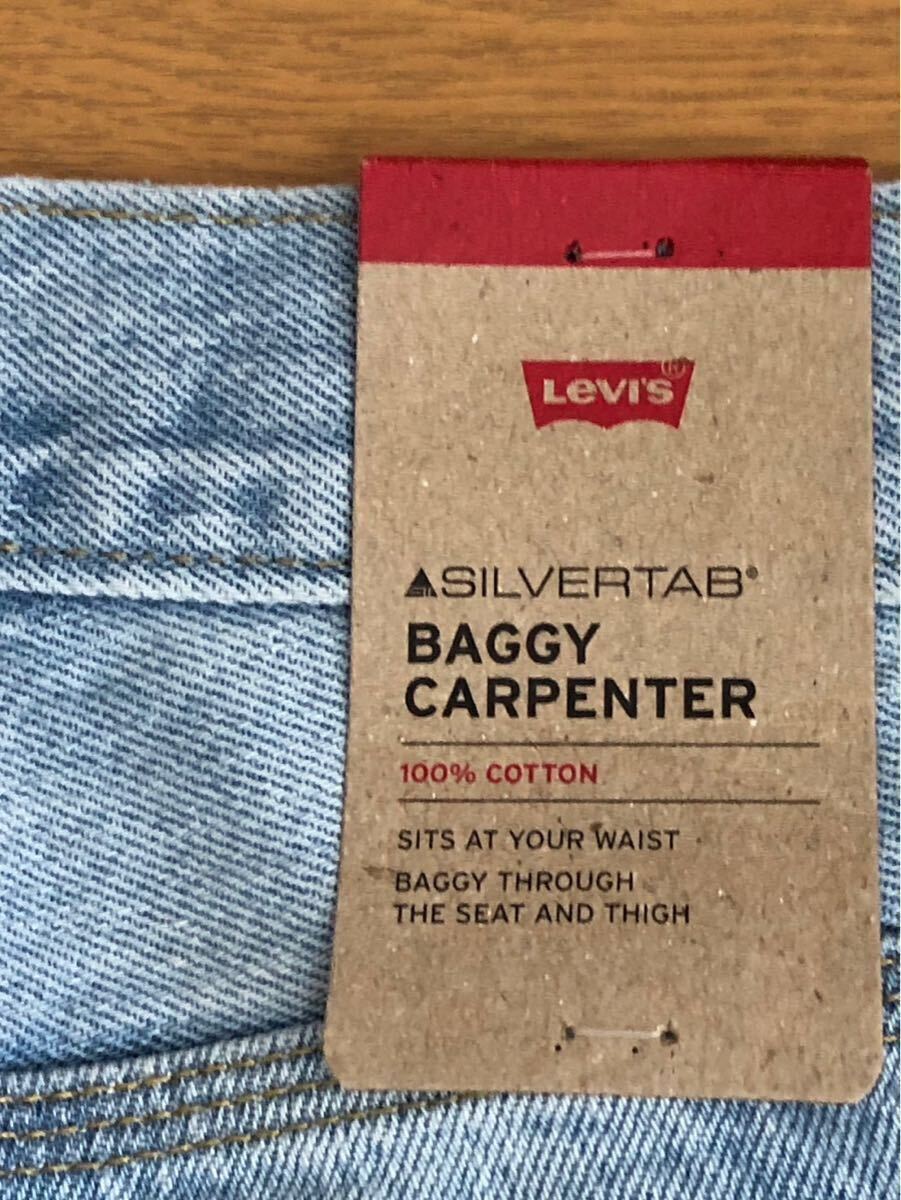 Levi's®
SILVERTAB®
BAGGY
CARPENTER
100% COTTON
SITS AT YOUR WAIST
BAGGY THROUGH
THE SEAT AND THIGH